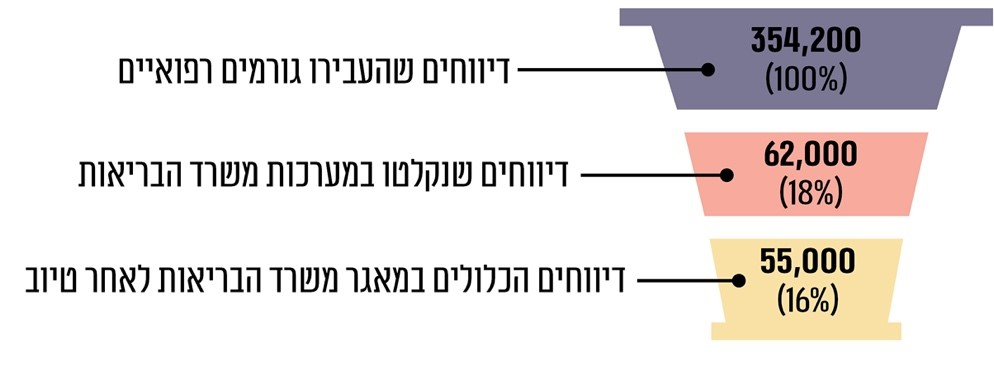 354,200
(100%)
דיווחים שהעבירו גורמים רפואיים
62,000
(18%)
דיווחים שנקלטו במערכות משרד הבריאות
55,000
(16%)
דיווחים הכלולים במאגר משרד הבריאות לאחר טיוב